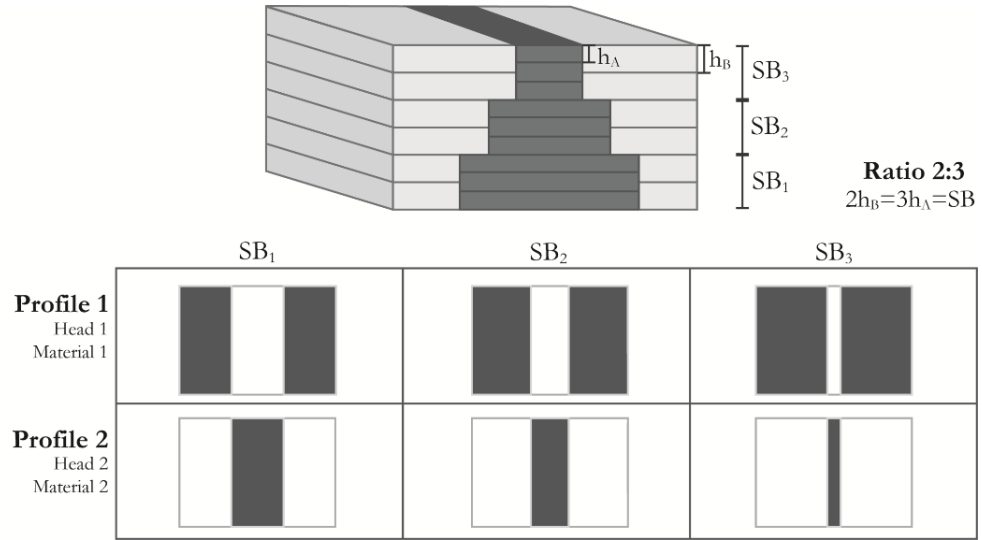 hA
hB
SB3
SB2
SB1
Ratio 2:3
2hB=3hA=SB
SB1
SB2
SB3
Profile 1
Head 1
Material 1
Profile 2
Head 2
Material 2